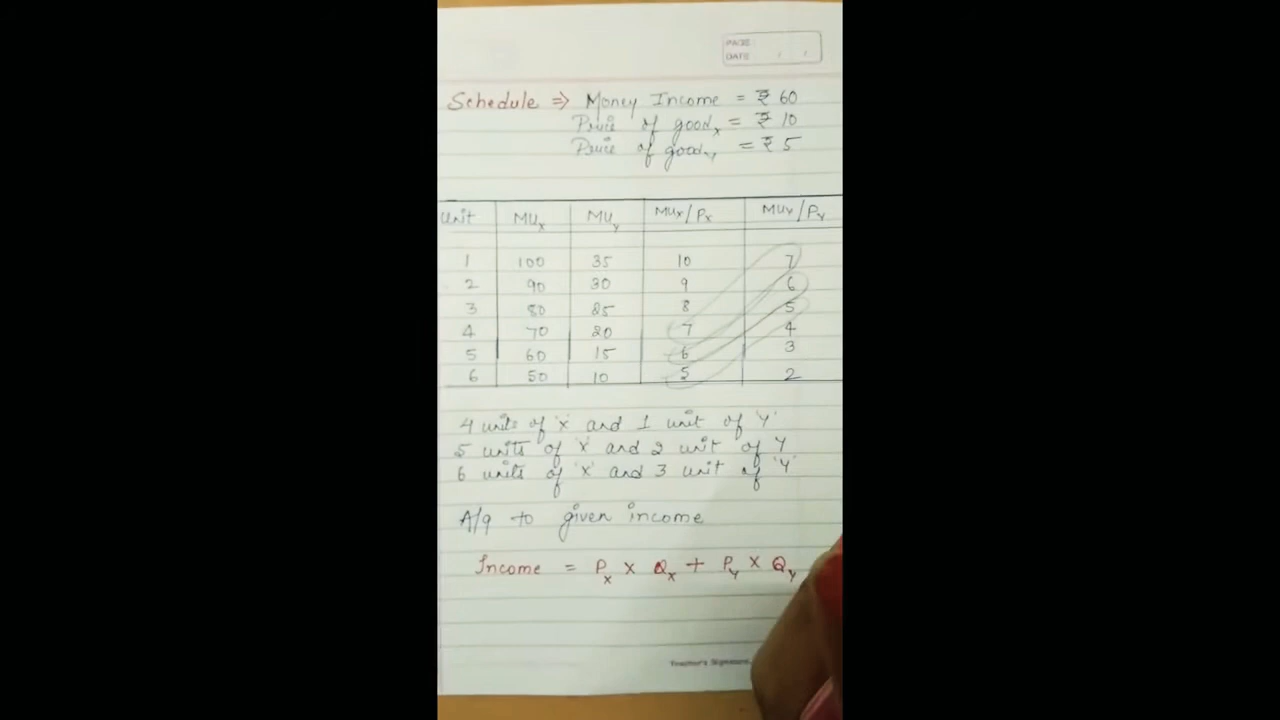 PAGE
DATE
Schedule => Money Income = ₹ 60
Price of goodx = ₹ 10
Price of goody = ₹ 5
Unit MUx MUy MUx/Px MUy/Py
1 100 35 10 7
2 90 30 9 6
3 80 25 8 5
4 70 20 7 4
5 60 15 6 3
6 50 10 5 2
4 units of 'x' and 1 unit of 'Y'
5 units of 'x' and 2 unit of Y
6 units of 'x' and 3 unit of 'Y'
A/q to given income
Income = Px X Qx + Py X Qy
Teacher's Signature